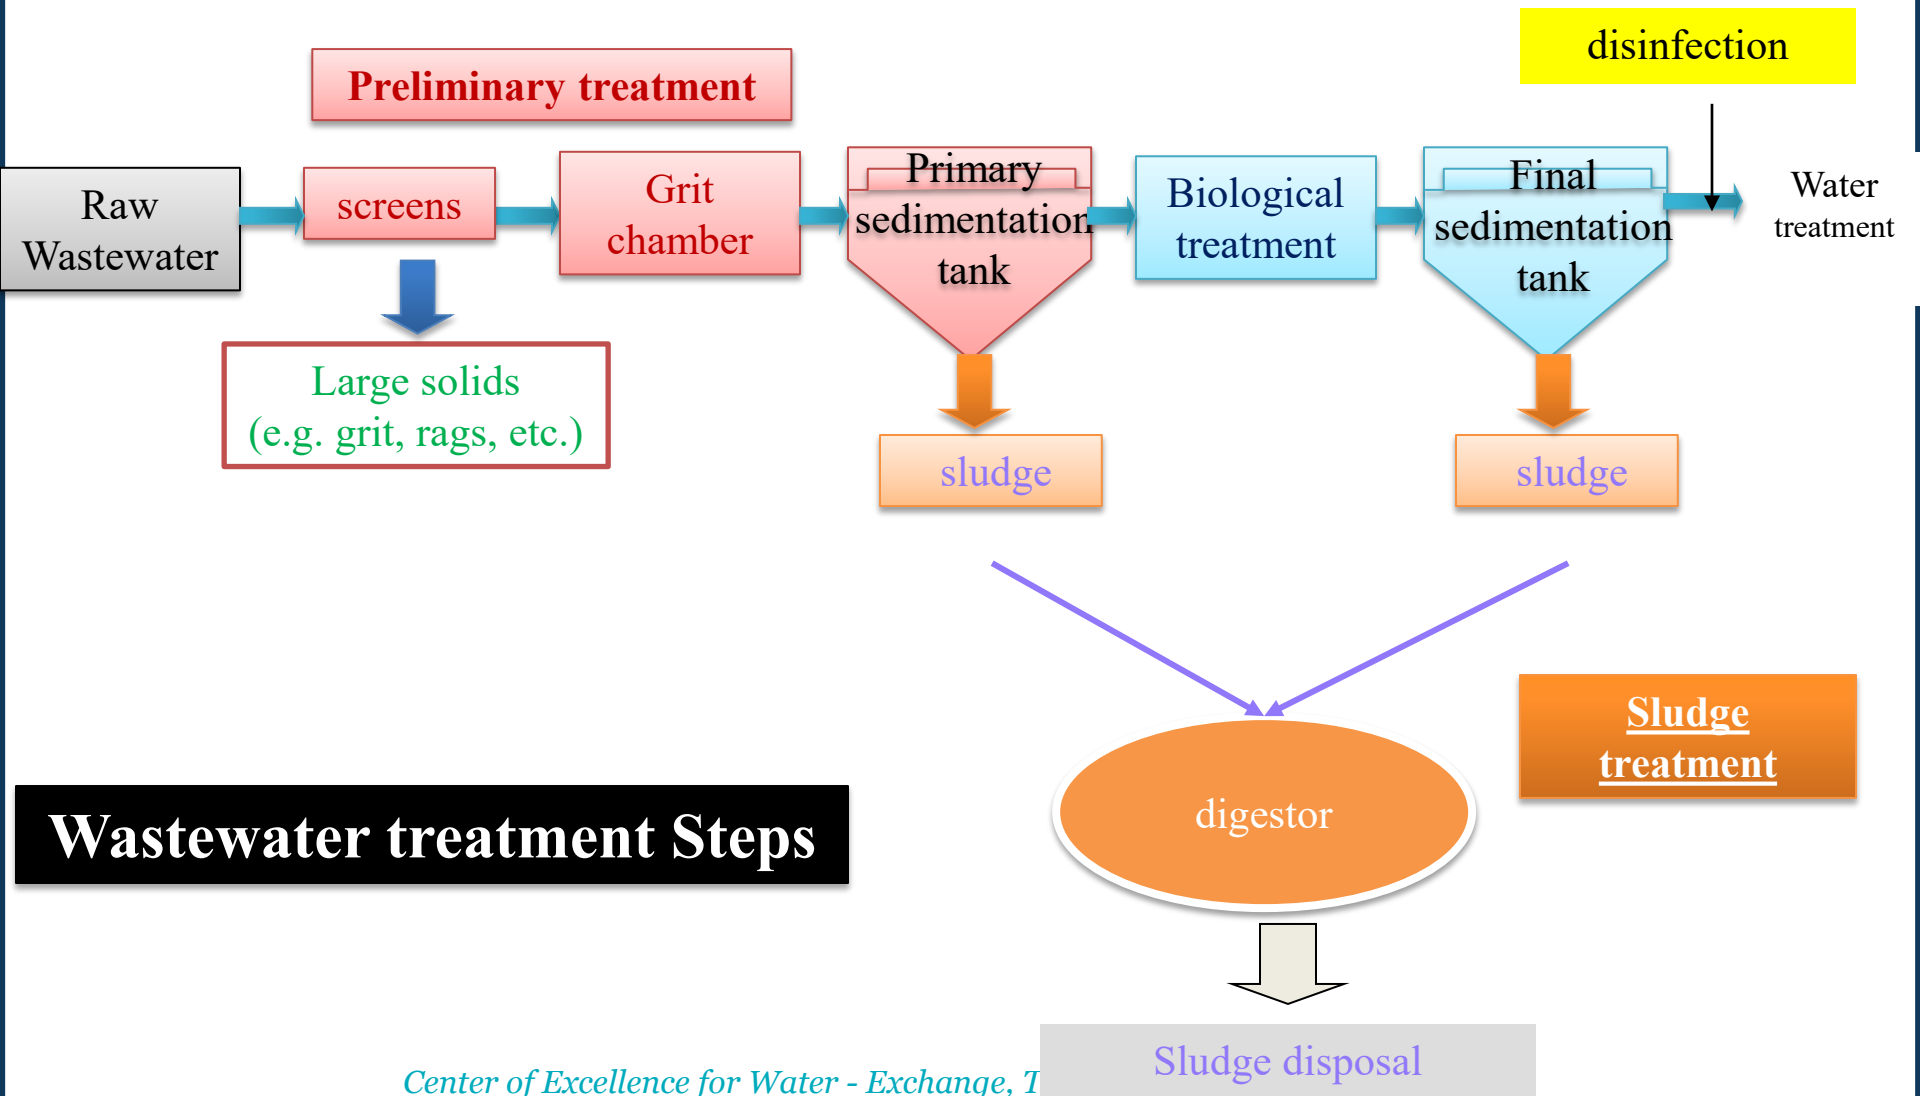 disinfection
Preliminary treatment
Raw
Wastewater
screens
Grit
chamber
Primary
sedimentation
tank
Biological
treatment
Final
sedimentation
tank
Water
treatment
Large solids
(e.g. grit, rags, etc.)
sludge
sludge
Sludge
treatment
digestor
Wastewater treatment Steps
Sludge disposal
Center of Excellence for Water - Exchange, T